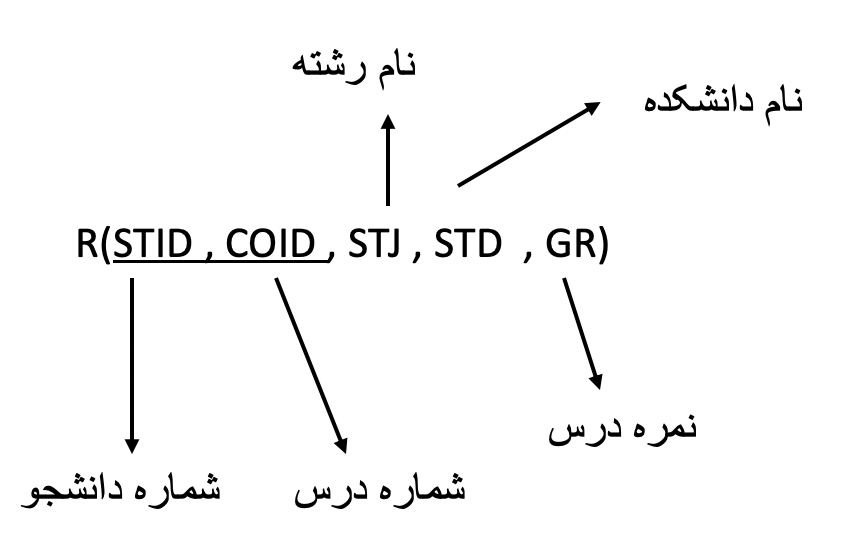 نام رشته
نام دانشکده
R(STID , COID , STJ , STD , GR)
نمره درس
شماره درس
شماره دانشجو